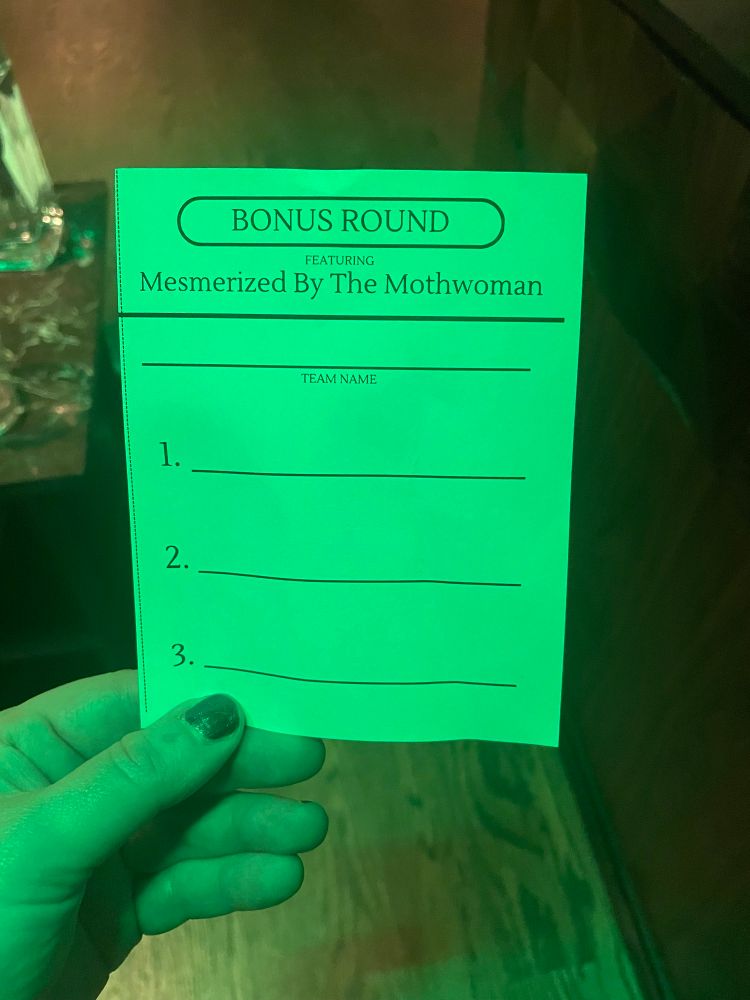 BONUS ROUND
FEATURING
Mesmerized By The Mothwoman
TEAM NAME
1.
2.
3.